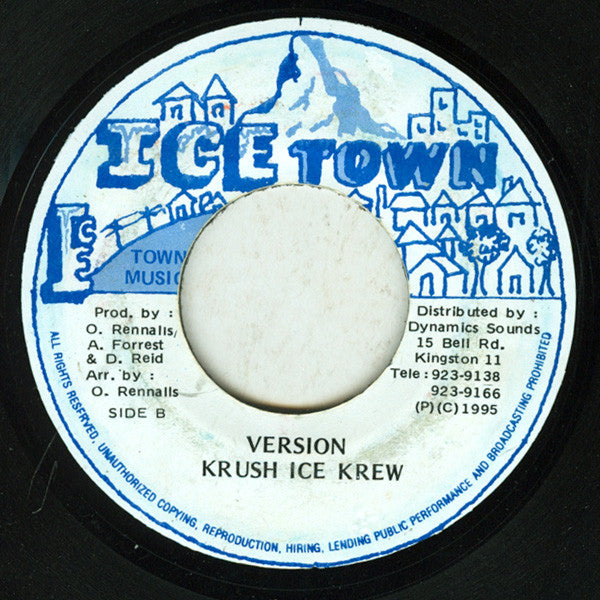 ICE TOWN
ICE
TOWN
MUSIC
Prod. by :
O. Rennalls,
A. Forrest
& D. Reid
Arr. by :
O. Rennalls
SIDE B
Distributed by :
Dynamics Sounds
15 Bell Rd.
Kingston 11
Tele : 923-9138
923-9166
(P)(C) 1995
VERSION
KRUSH ICE KREW
ALL RIGHTS RESERVED, UNAUTHORIZED COPYING, REPRODUCTION, HIRING, LENDING PUBLIC PERFORMANCE AND BROADCASTING PROHIBITED